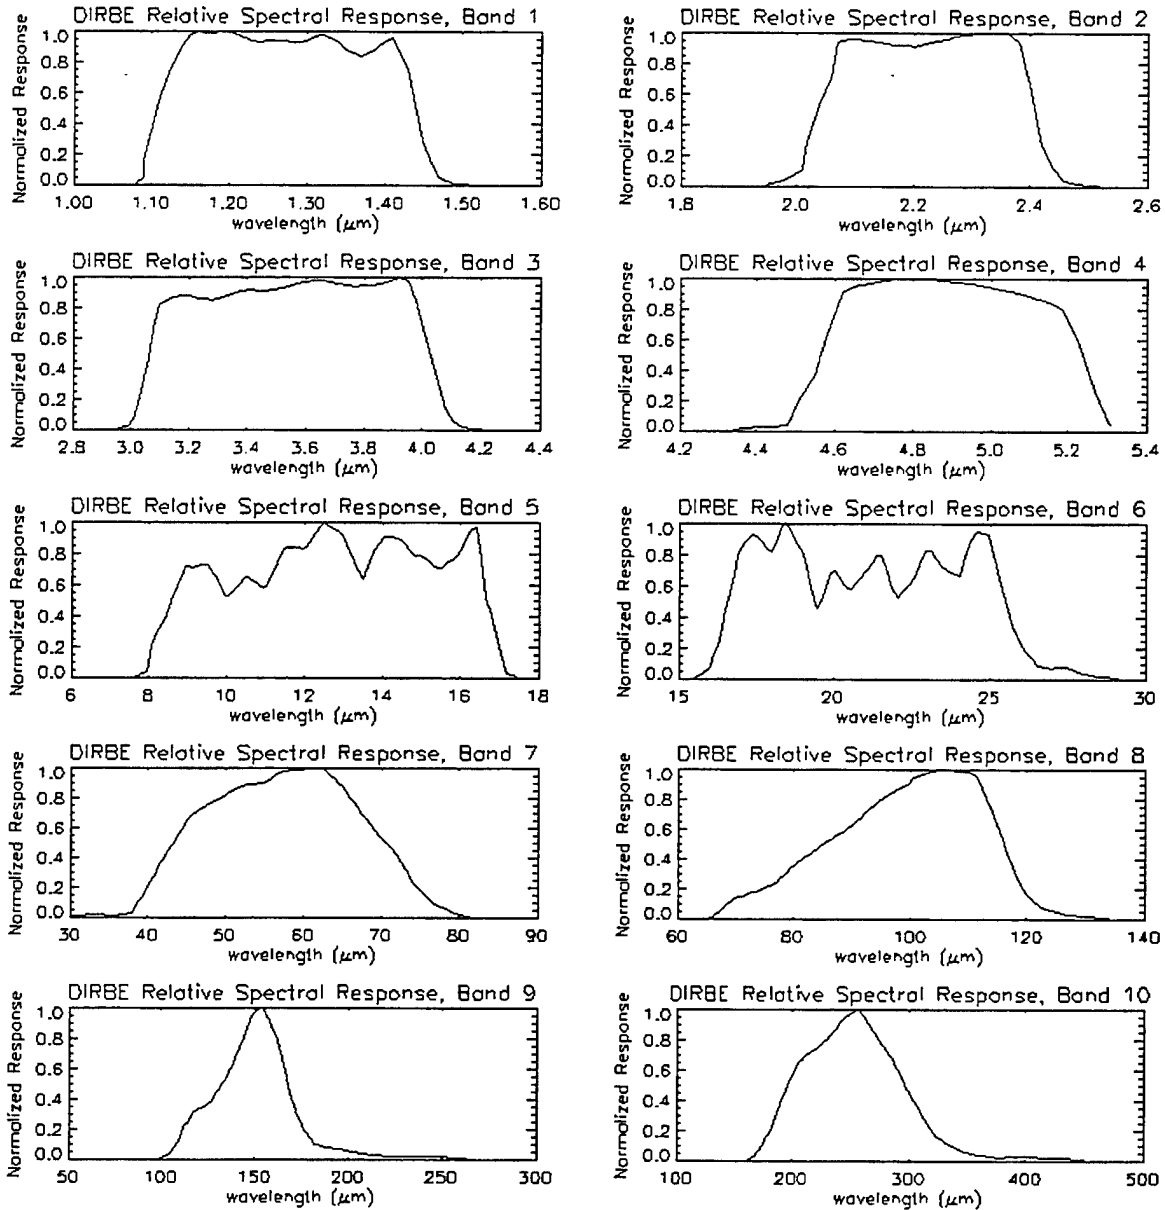 DIRBE Relative Spectral Response, Band 1
Normalized Response
1.0
0.8
0.6
0.4
0.2
0.0
1.00 1.10 1.20 1.30 1.40 1.50 1.60
wavelength (μm)
DIRBE Relative Spectral Response, Band 2
Normalized Response
1.0
0.8
0.6
0.4
0.2
0.0
1.8 2.0 2.2 2.4 2.6
wavelength (μm)
DIRBE Relative Spectral Response, Band 3
Normalized Response
1.0
0.8
0.6
0.4
0.2
0.0
2.8 3.0 3.2 3.4 3.6 3.8 4.0 4.2 4.4
wavelength (μm)
DIRBE Relative Spectral Response, Band 4
Normalized Response
1.0
0.8
0.6
0.4
0.2
0.0
4.2 4.4 4.6 4.8 5.0 5.2 5.4
wavelength (μm)
DIRBE Relative Spectral Response, Band 5
Normalized Response
1.0
0.8
0.6
0.4
0.2
0.0
6 8 10 12 14 16 18
wavelength (μm)
DIRBE Relative Spectral Response, Band 6
Normalized Response
1.0
0.8
0.6
0.4
0.2
0.0
15 20 25 30
wavelength (μm)
DIRBE Relative Spectral Response, Band 7
Normalized Response
1.0
0.8
0.6
0.4
0.2
0.0
30 40 50 60 70 80 90
wavelength (μm)
DIRBE Relative Spectral Response, Band 8
Normalized Response
1.0
0.8
0.6
0.4
0.2
0.0
60 80 100 120 140
wavelength (μm)
DIRBE Relative Spectral Response, Band 9
Normalized Response
1.0
0.8
0.6
0.4
0.2
0.0
50 100 150 200 250 300
wavelength (μm)
DIRBE Relative Spectral Response, Band 10
Normalized Response
1.0
0.8
0.6
0.4
0.2
0.0
100 200 300 400 500
wavelength (μm)